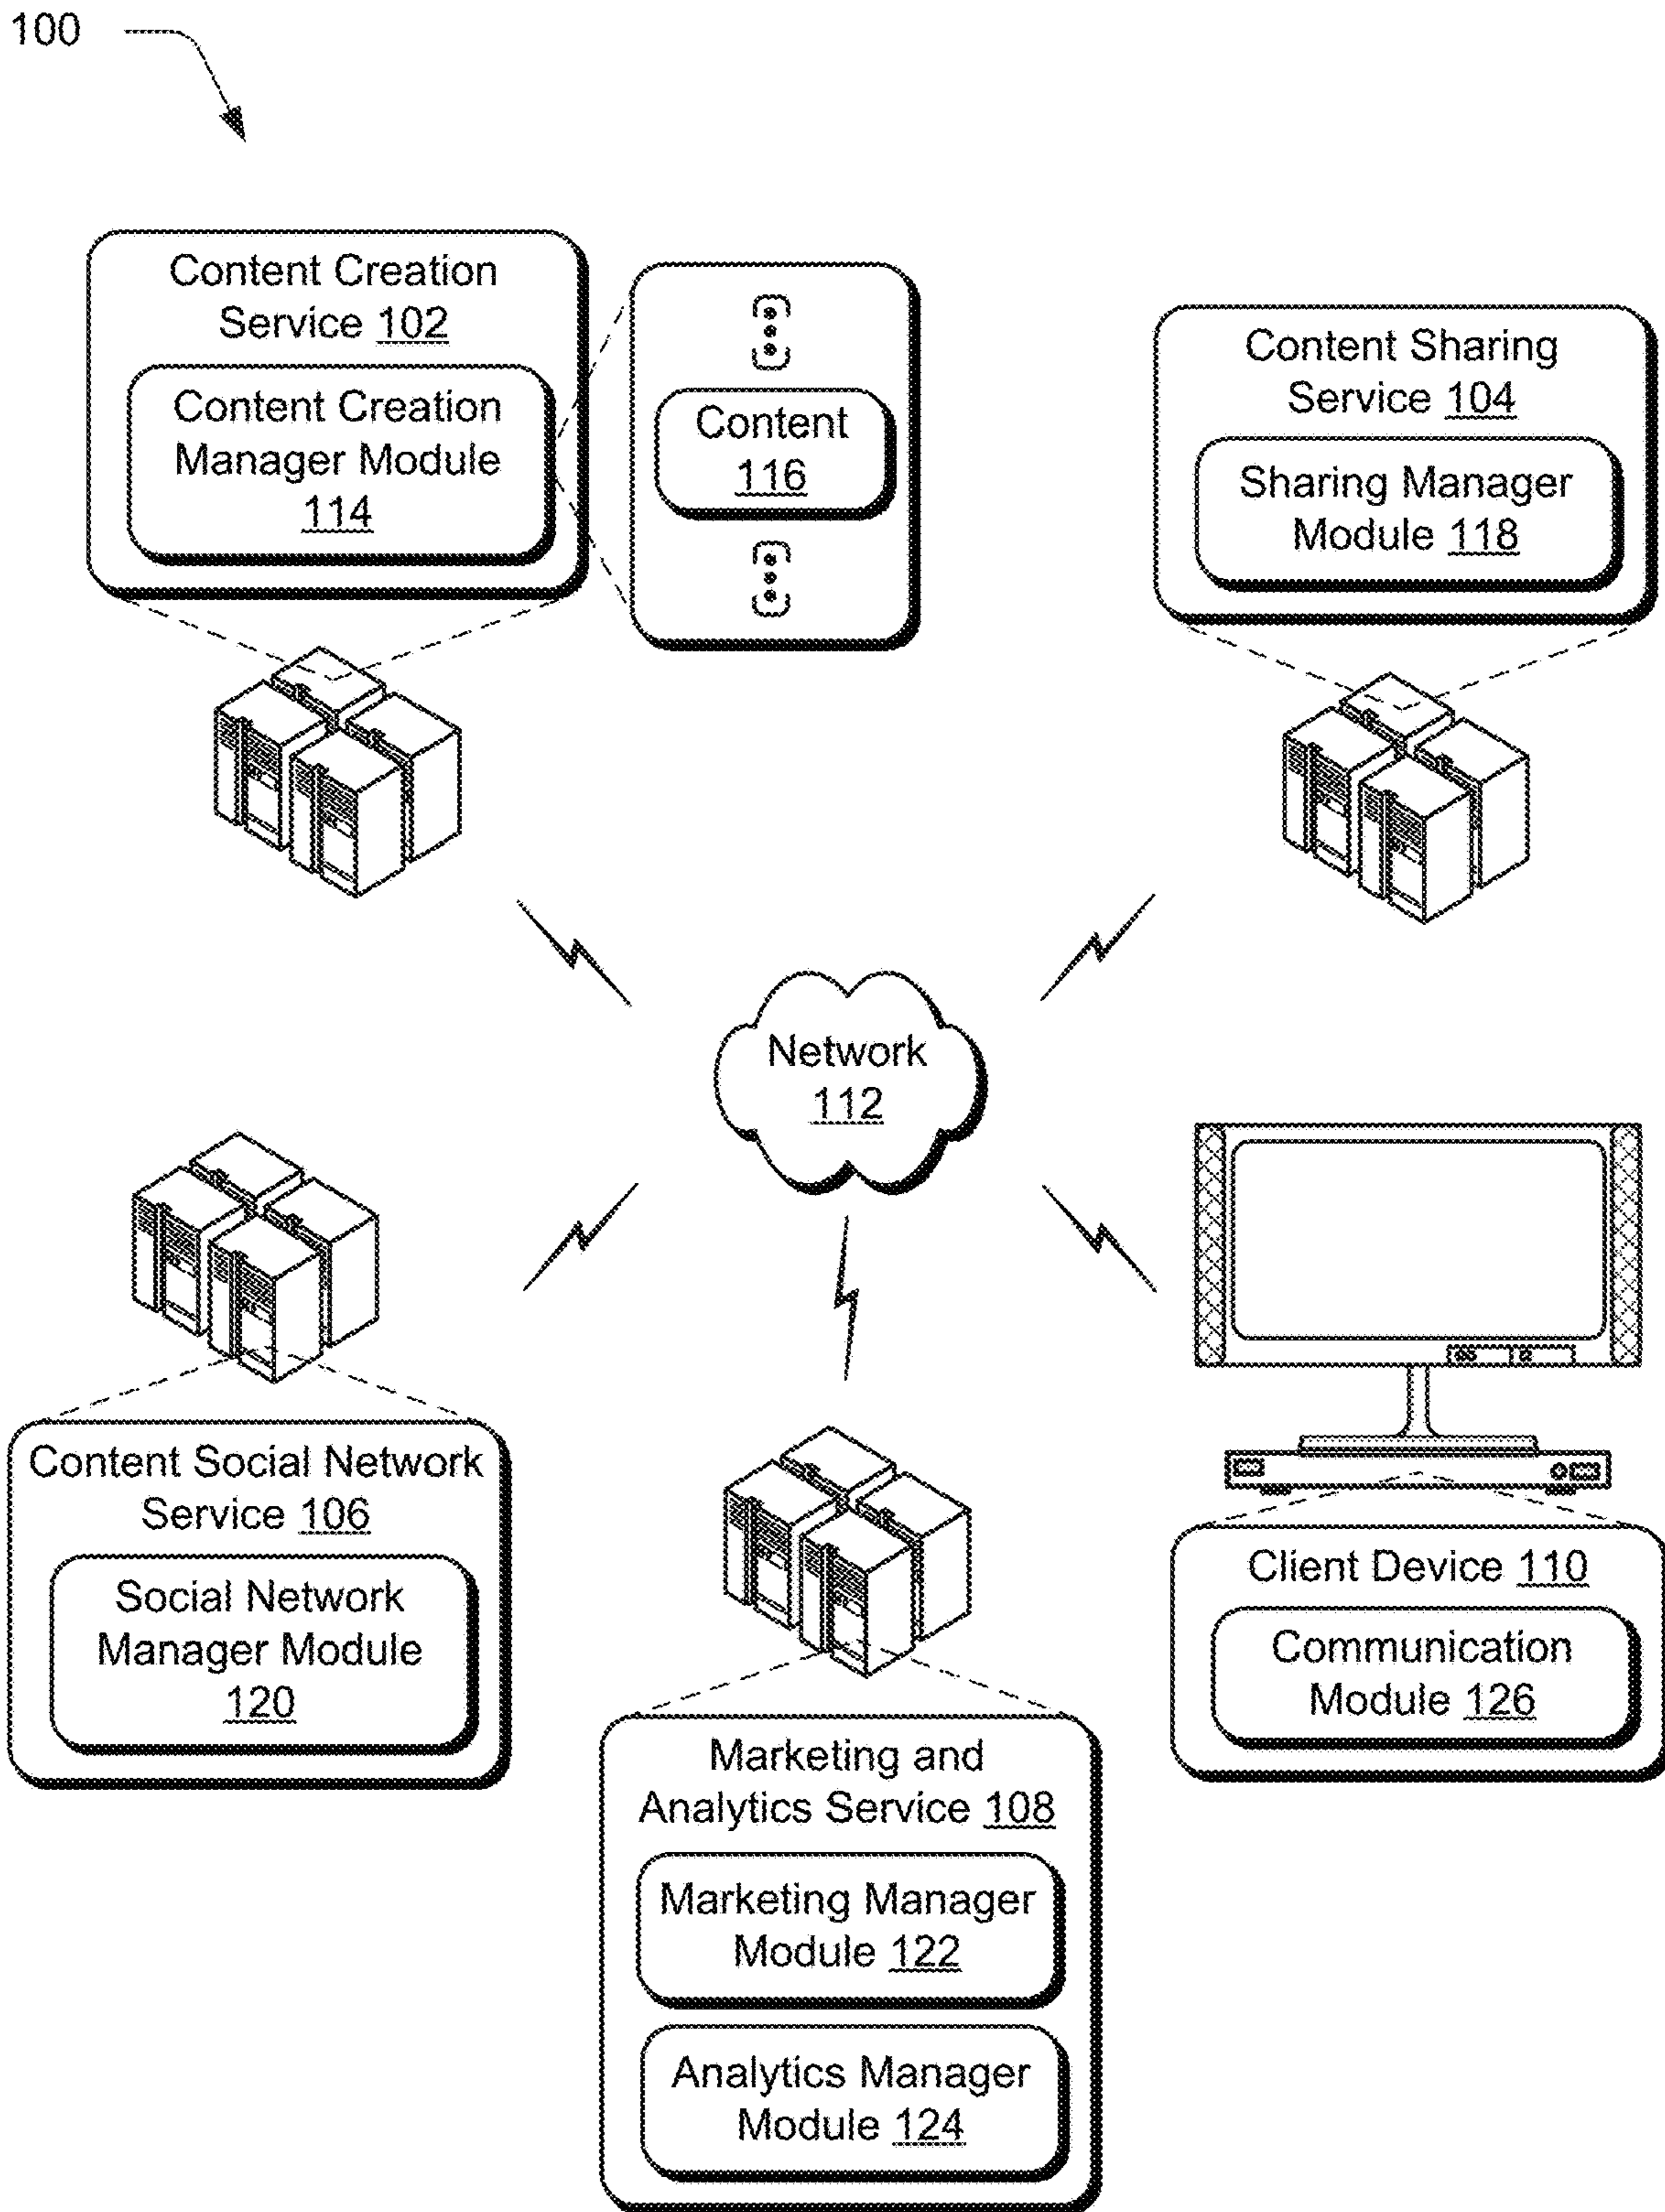 100
Content Creation
Service 102
Content Creation
Manager Module
114
Content
116
Content Sharing
Service 104
Sharing Manager
Module 118
Network
112
Content Social Network
Service 106
Social Network
Manager Module
120
Marketing and
Analytics Service 108
Marketing Manager
Module 122
Analytics Manager
Module 124
Client Device 110
Communication
Module 126